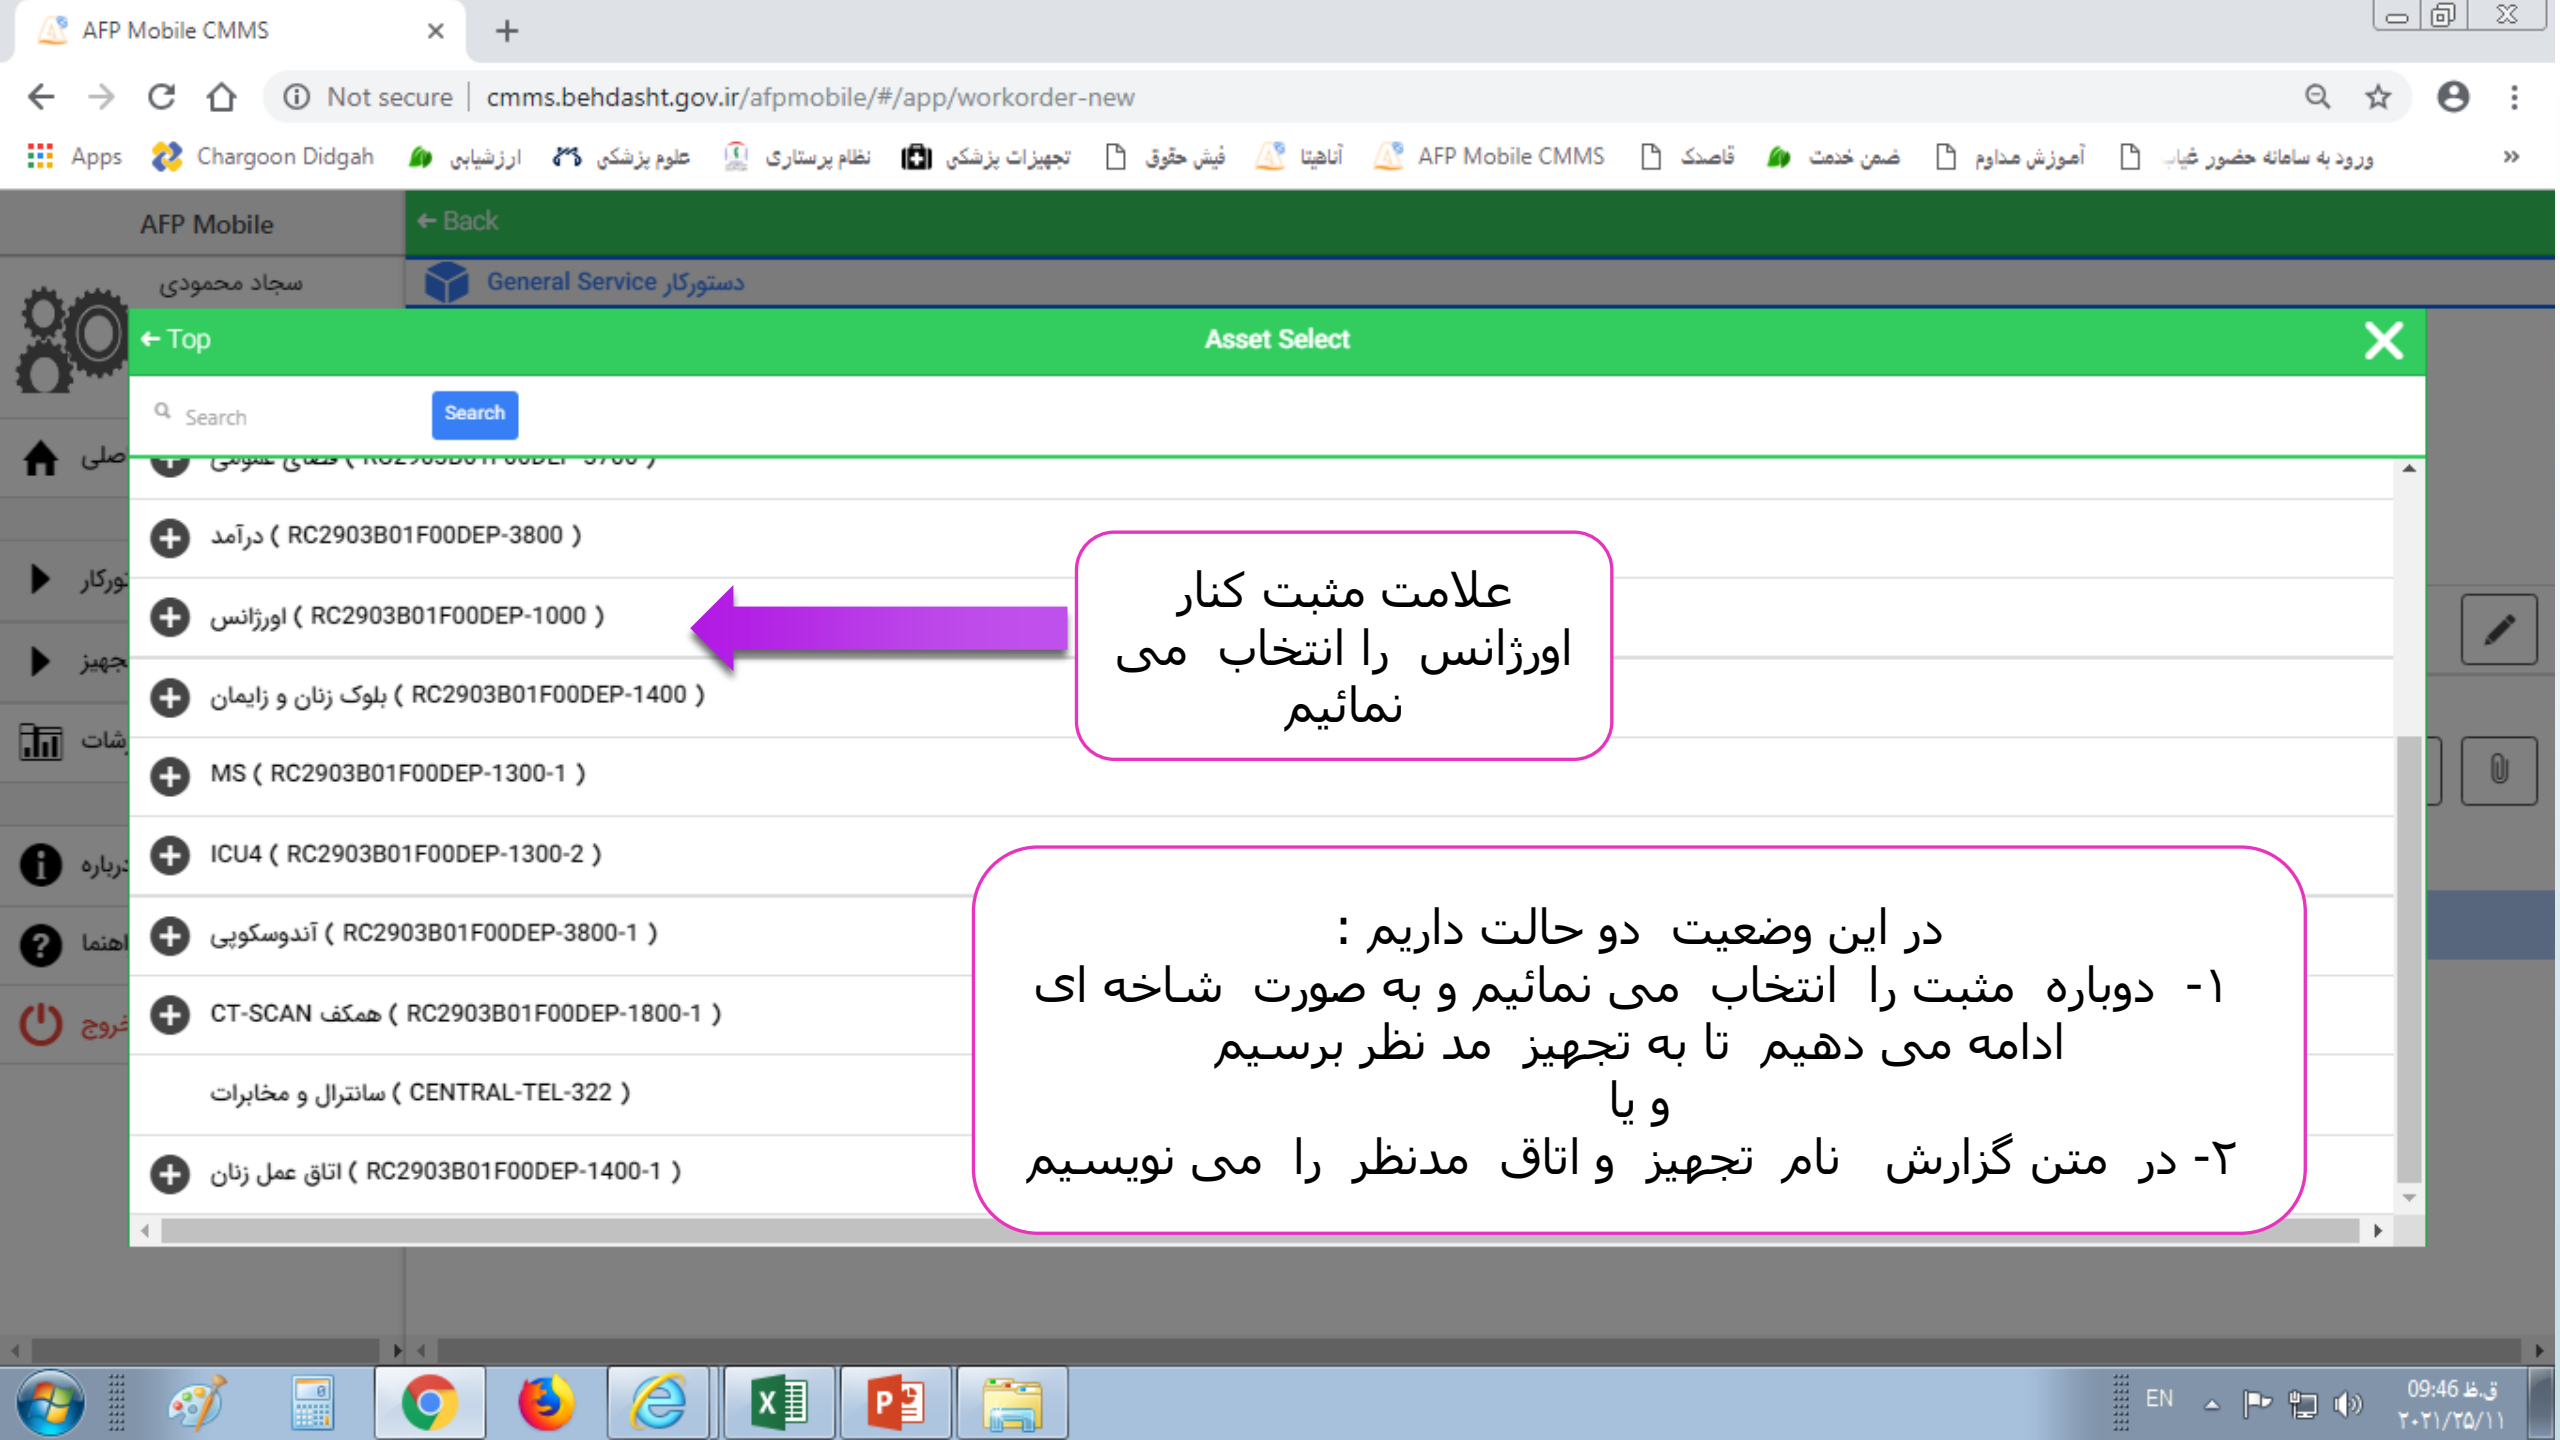 AFP Mobile CMMS
Not secure | cmms.behdasht.gov.ir/afpmobile/#/app/workorder-new
Apps Chargoon Didgah ارزشیابی علوم پزشکی نظام پرستاری تجهیزات پزشکی فیش حقوق آناهیتا AFP Mobile CMMS قاصدک ضمن خدمت آموزش مداوم ورود به سامانه حضور غیاب »
AFP Mobile
Back
سجاد محمودی
دستورکار General Service
Top
Asset Select
Search
Search
درآمد ( RC2903B01F00DEP-3800 )
اورژانس ( RC2903B01F00DEP-1000 )
بلوک زنان و زایمان ( RC2903B01F00DEP-1400 )
MS ( RC2903B01F00DEP-1300-1 )
ICU4 ( RC2903B01F00DEP-1300-2 )
آندوسکوپی ( RC2903B01F00DEP-3800-1 )
CT-SCAN همکف ( RC2903B01F00DEP-1800-1 )
سانترال و مخابرات ( CENTRAL-TEL-322 )
اتاق عمل زنان ( RC2903B01F00DEP-1400-1 )
علامت مثبت کنار
اورژانس را انتخاب می
نمائیم
در این وضعیت دو حالت داریم :
۱- دوباره مثبت را انتخاب می نمائیم و به صورت شاخه ای
ادامه می دهیم تا به تجهیز مد نظر برسیم
و یا
۲- در متن گزارش نام تجهیز و اتاق مدنظر را می نویسیم
EN
09:46 ق.ظ
۲۰۲۱/۲۵/۱۱